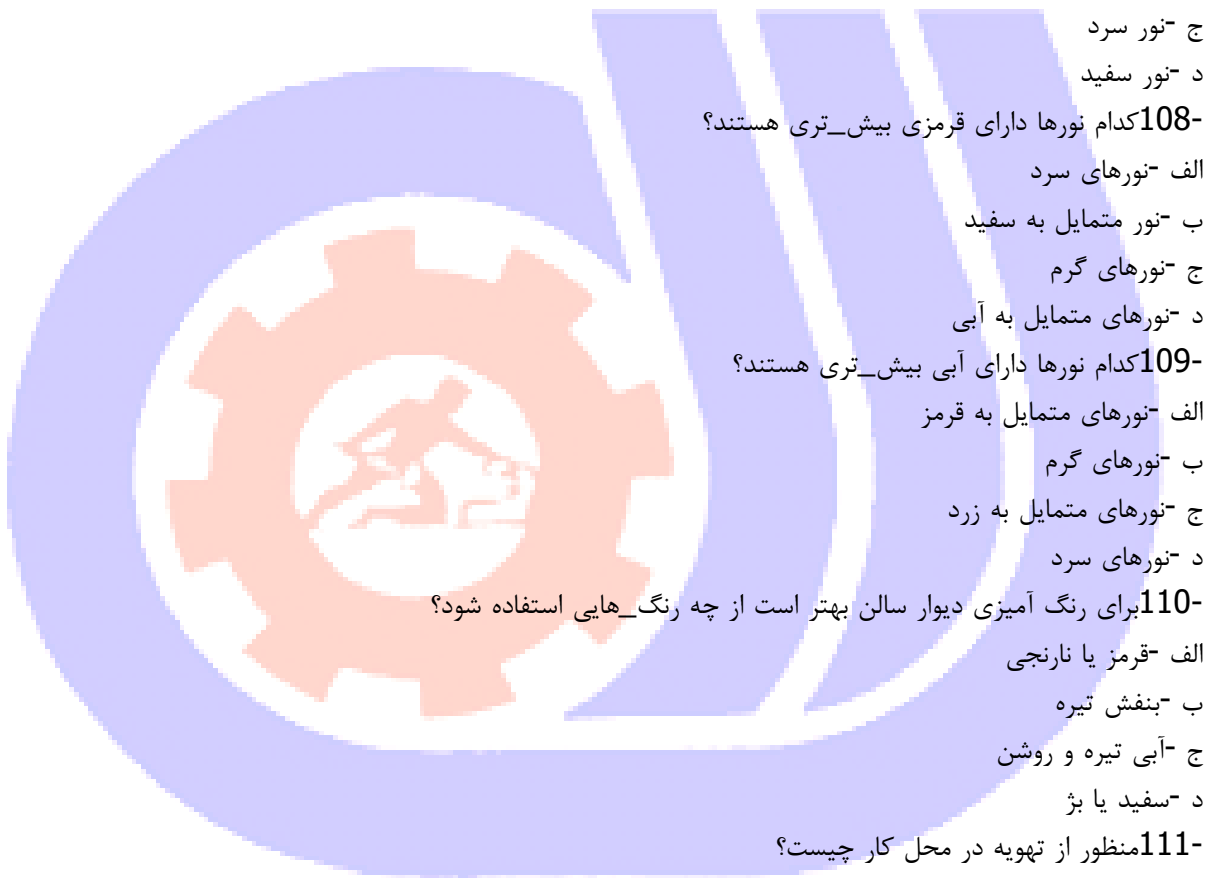 ج -نور سرد
د -نور سفید
-108کدام نورها دارای قرمزی بیش_تری هستند؟
الف -نورهای سرد
ب -نور متمایل به سفید
ج -نورهای گرم
د -نورهای متمایل به آبی
-109کدام نورها دارای آبی بیش_تری هستند؟
الف -نورهای متمایل به قرمز
ب -نورهای گرم
ج -نورهای متمایل به زرد
د -نورهای سرد
-110برای رنگ آمیزی دیوار سالن بهتر است از چه رنگ_هایی استفاده شود؟
الف -قرمز یا نارنجی
ب -بنفش تیره
ج -آبی تیره و روشن
د -سفید یا بژ
-111منظور از تهویه در محل کار چیست؟